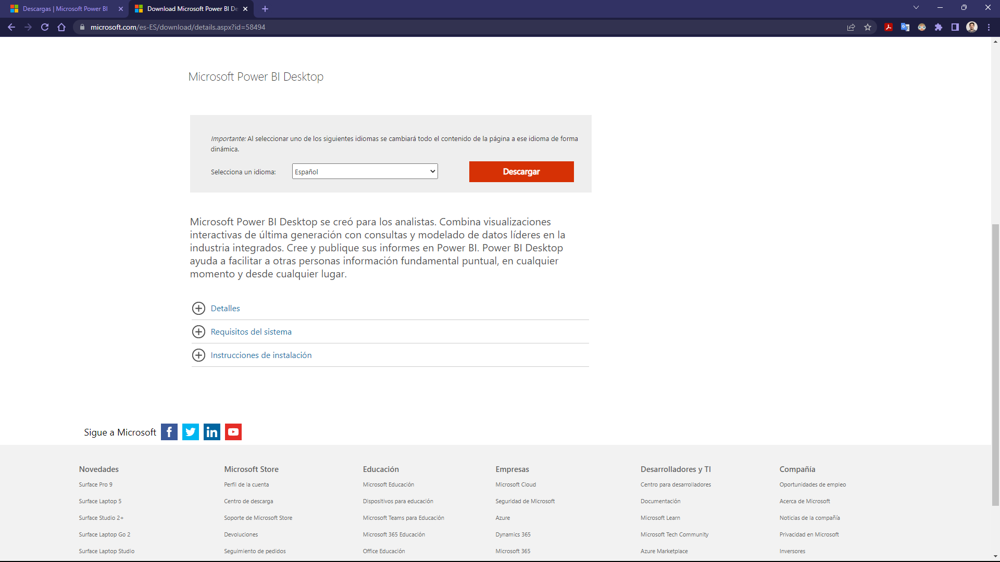 Descargas | Microsoft Power BI
Download Microsoft Power BI De
microsoft.com/es-ES/download/details.aspx?id=58494
Microsoft Power BI Desktop
Importante: Al seleccionar uno de los siguientes idiomas se cambiará todo el contenido de la página a ese idioma de forma
dinámica.
Selecciona un idioma:
Español
Descargar
Microsoft Power BI Desktop se creó para los analistas. Combina visualizaciones
interactivas de última generación con consultas y modelado de datos líderes en la
industria integrados. Cree y publique sus informes en Power BI. Power BI Desktop
ayuda a facilitar a otras personas información fundamental puntual, en cualquier
momento y desde cualquier lugar.
Detalles
Requisitos del sistema
Instrucciones de instalación
Sigue a Microsoft
Novedades
Surface Pro 9
Surface Laptop 5
Surface Studio 2+
Surface Laptop Go 2
Surface Laptop Studio
Microsoft Store
Perfil de la cuenta
Centro de descarga
Soporte de Microsoft Store
Devoluciones
Seguimiento de pedidos
Educación
Microsoft Educación
Dispositivos para educación
Microsoft Teams para Educación
Microsoft 365 Educación
Office Educación
Empresas
Microsoft Cloud
Seguridad de Microsoft
Azure
Dynamics 365
Microsoft 365
Desarrolladores y TI
Centro para desarrolladores
Documentación
Microsoft Learn
Microsoft Tech Community
Azure Marketplace
Compañía
Oportunidades de empleo
Acerca de Microsoft
Noticias de la compañía
Privacidad en Microsoft
Inversores